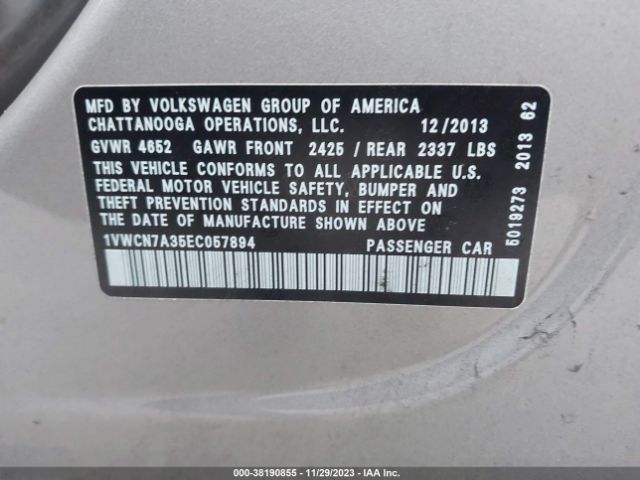 MFD BY VOLKSWAGEN GROUP OF AMERICA
CHATTANOOGA OPERATIONS, LLC. 12/2013
GVWR 4652 GAWR FRONT 2425 / REAR 2337 LBS
THIS VEHICLE CONFORMS TO ALL APPLICABLE U.S.
FEDERAL MOTOR VEHICLE SAFETY, BUMPER AND
THEFT PREVENTION STANDARDS IN EFFECT ON
THE DATE OF MANUFACTURE SHOWN ABOVE
1VWCN7A35EC057894 PASSENGER CAR
5019273 2013 62
000-38190855 - 11/29/2023 - IAA Inc.